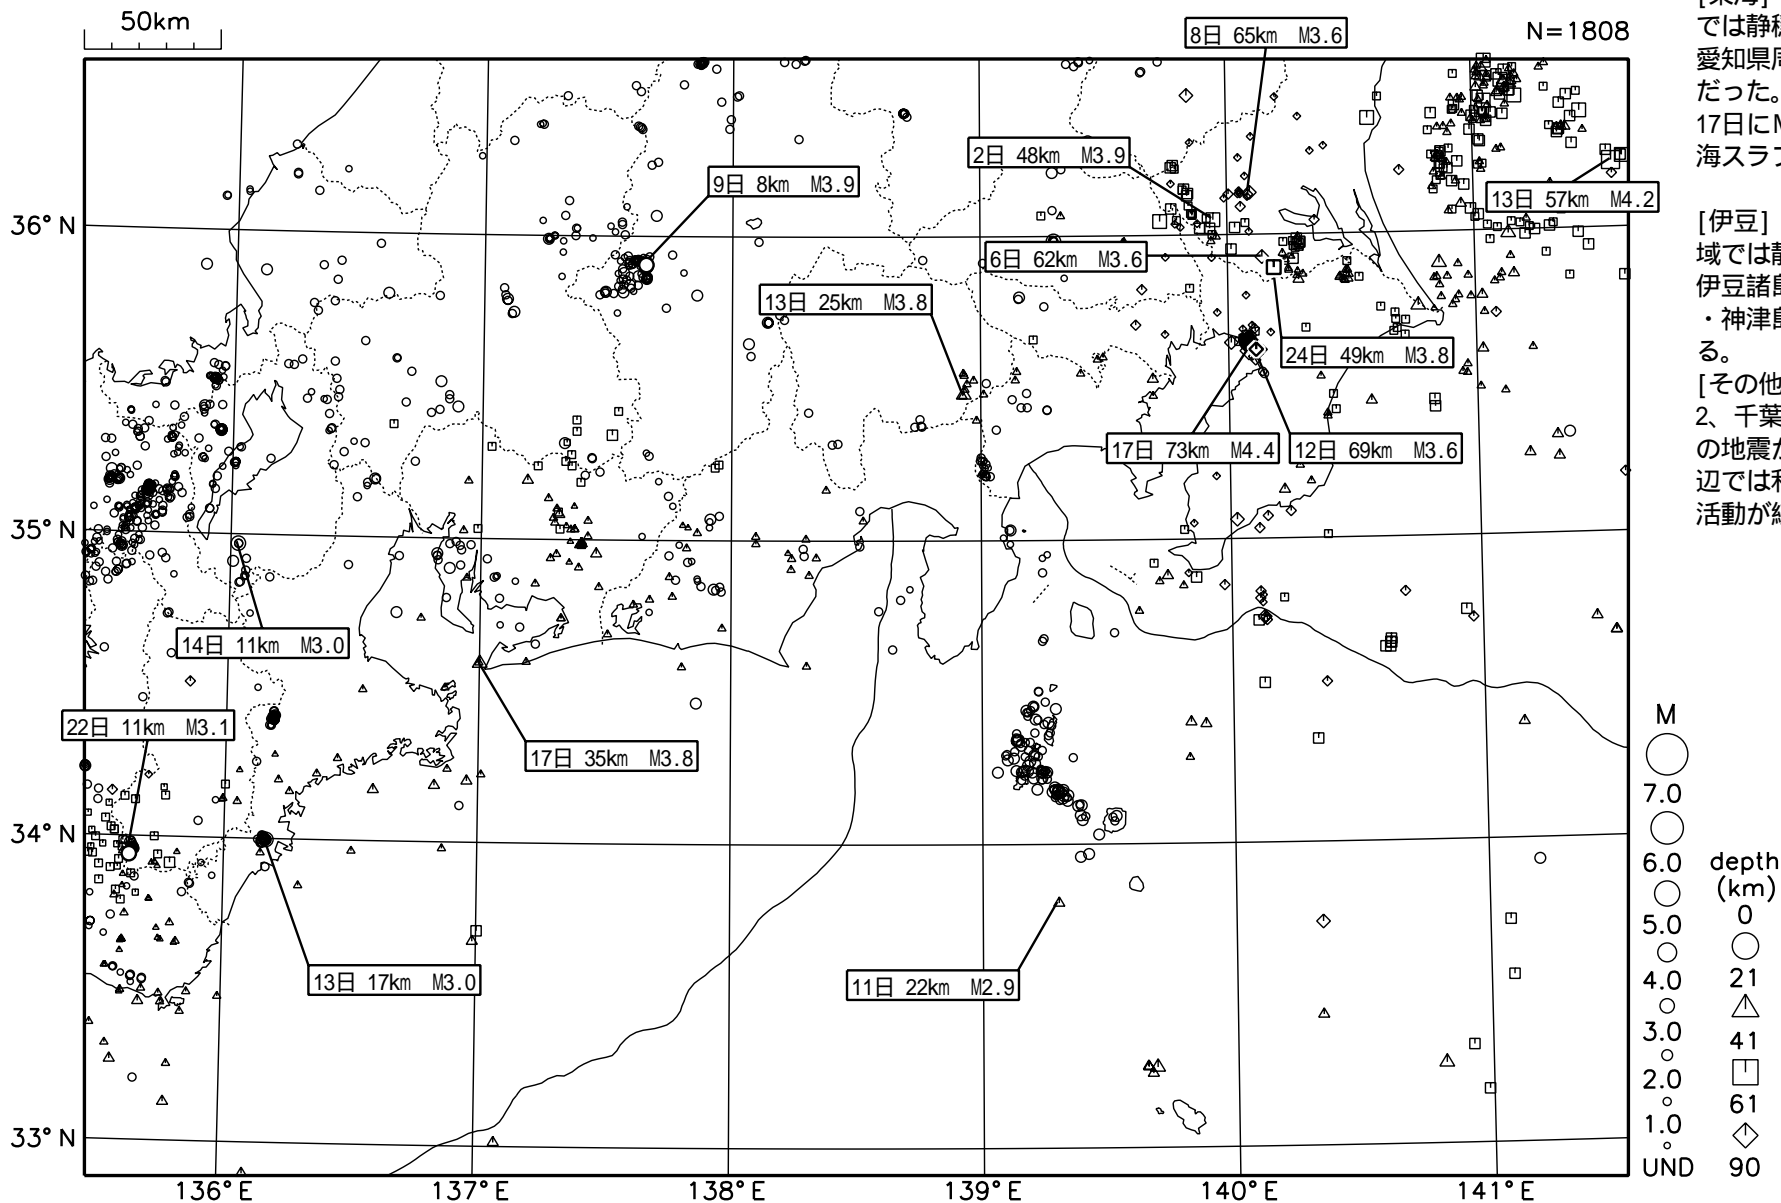 50km
N=1808
8日 65km M3.6
2日 48km M3.9
9日 8km M3.9
13日 57km M4.2
6日 62km M3.6
13日 25km M3.8
24日 49km M3.8
17日 73km M4.4
12日 69km M3.6
14日 11km M3.0
22日 11km M3.1
17日 35km M3.8
13日 17km M3.0
11日 22km M2.9
36°N
35°N
34°N
33°N
136°E
137°E
138°E
139°E
140°E
141°E
では静
愛知県
だった。
17日に
海スラ
[伊豆]
域では
伊豆諸
・神津
る。
[その他
2、千葉
の地震
辺では
活動が
M
7.0
6.0
5.0
4.0
3.0
2.0
1.0
UND
depth
(km)
0
21
41
61
90